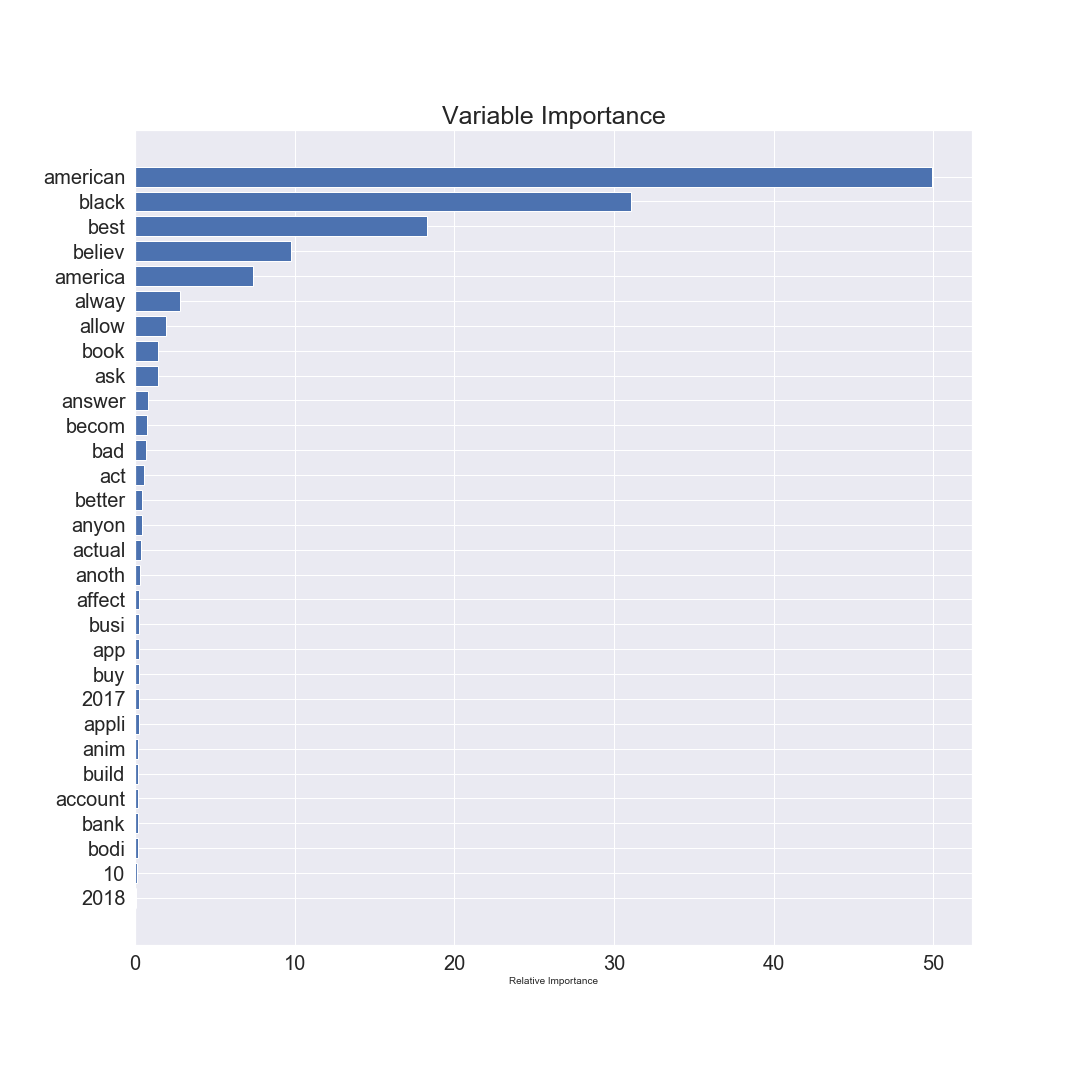 Variable Importance
american
black
best
believ
america
alway
allow
book
ask
answer
becom
bad
act
better
anyon
actual
anoth
affect
busi
app
buy
2017
appli
anim
build
account
bank
bodi
10
2018
0 10 20 30 40 50
Relative Importance